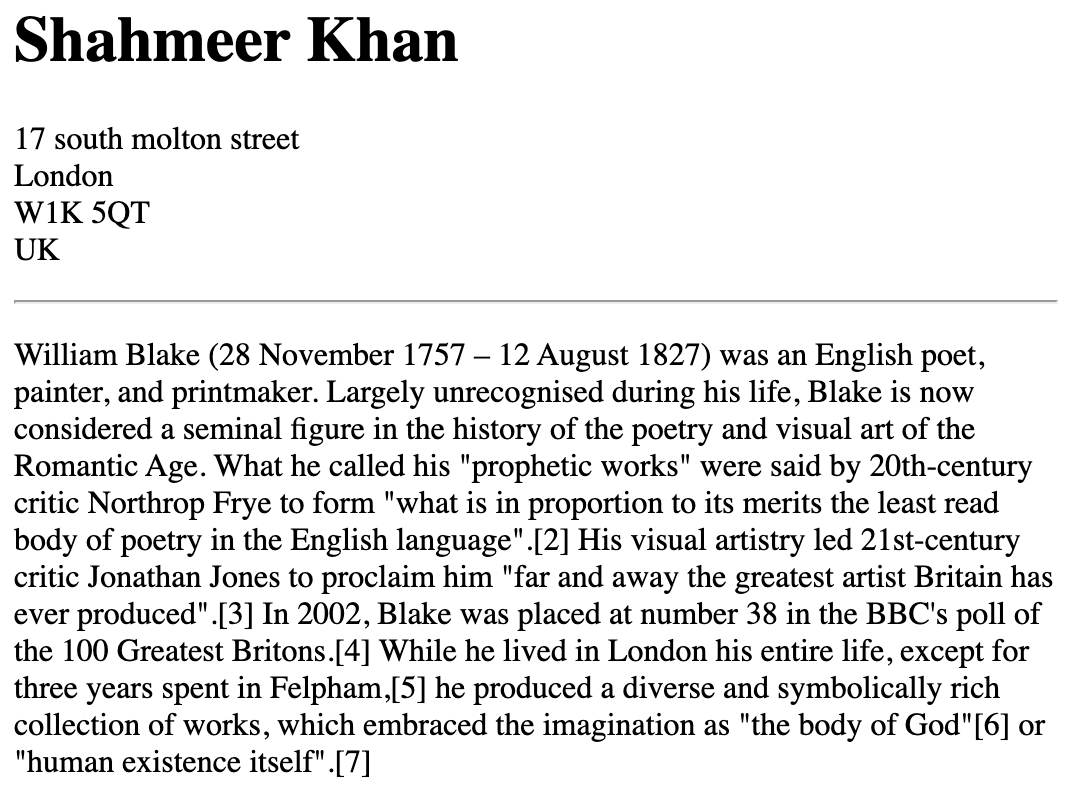 Shahmeer Khan
17 south molton street
London
W1K 5QT
UK
William Blake (28 November 1757 – 12 August 1827) was an English poet,
painter, and printmaker. Largely unrecognised during his life, Blake is now
considered a seminal figure in the history of the poetry and visual art of the
Romantic Age. What he called his "prophetic works" were said by 20th-century
critic Northrop Frye to form "what is in proportion to its merits the least read
body of poetry in the English language".[2] His visual artistry led 21st-century
critic Jonathan Jones to proclaim him "far and away the greatest artist Britain has
ever produced".[3] In 2002, Blake was placed at number 38 in the BBC's poll of
the 100 Greatest Britons.[4] While he lived in London his entire life, except for
three years spent in Felpham,[5] he produced a diverse and symbolically rich
collection of works, which embraced the imagination as "the body of God"[6] or
"human existence itself".[7]